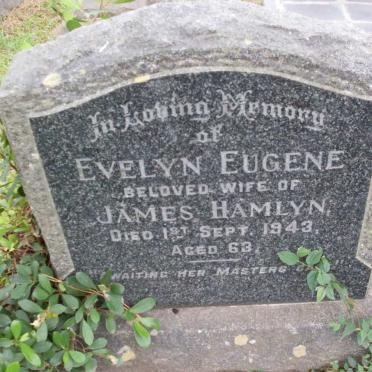 In Loving Memory
of
EVELYN EUGENE
BELOVED WIFE OF
JAMES HAMLYN,
DIED 1ST SEPT. 1943.
AGED 63.
AWAITING HER MASTERS